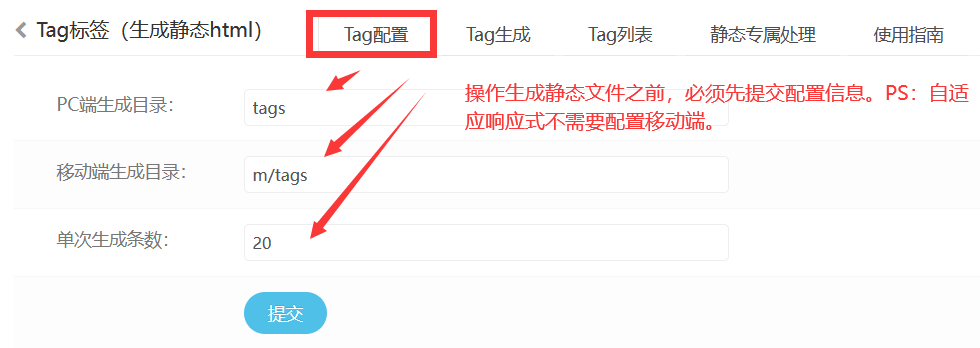 Tag标签（生成静态html） Tag配置 Tag生成 Tag列表 静态专属处理 使用指南
PC端生成目录： tags
操作生成静态文件之前，必须先提交配置信息。PS：自适
应响应式不需要配置移动端。
移动端生成目录： m/tags
单次生成条数： 20
提交